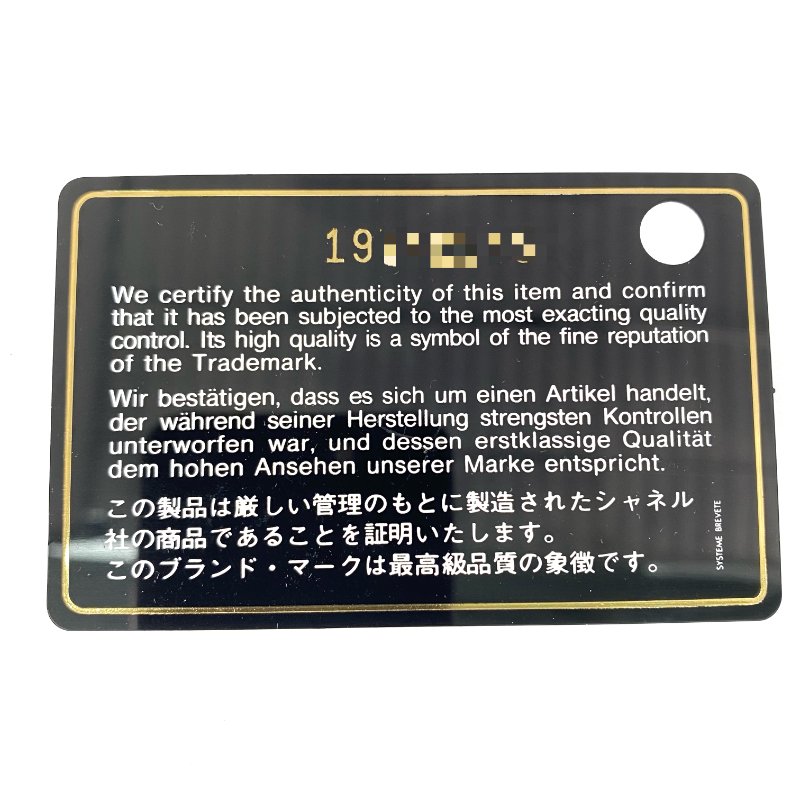 19
We certify the authenticity of this item and confirm
that it has been subjected to the most exacting quality
control. Its high quality is a symbol of the fine reputation
of the Trademark.
Wir bestätigen, dass es sich um einen Artikel handelt,
der während seiner Herstellung strengsten Kontrollen
unterworfen war, und dessen erstklassige Qualität
dem hohen Ansehen unserer Marke entspricht.
この製品は厳しい管理のもとに製造されたシャネル
社の商品であることを証明いたします。
このブランド・マークは最高級品質の象徴です。
SYSTEME BREVETE